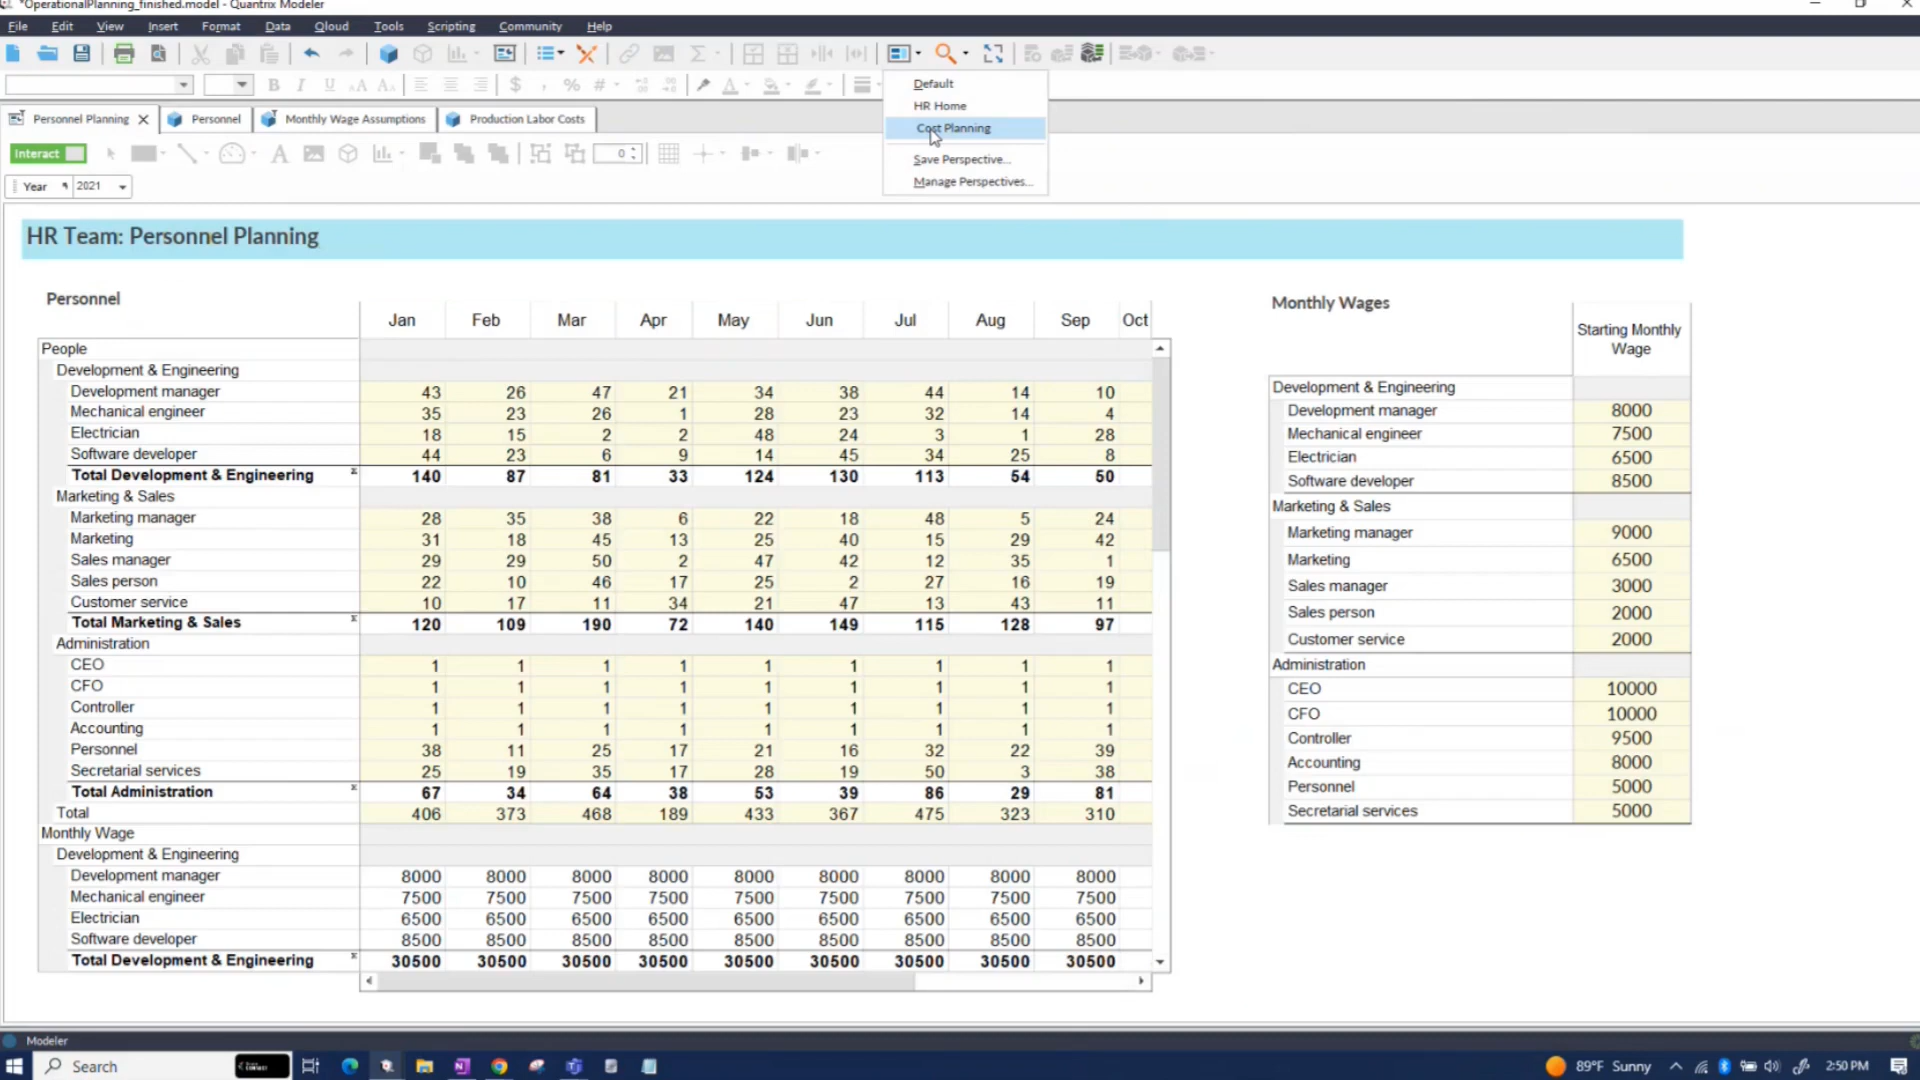 *OperationalPlanning_finished.model - Quantrix Modeler
File Edit View Insert Format Data Qloud Tools Scripting Community Help
Default
HR Home
Cost Planning
Save Perspective...
Manage Perspectives...
Personnel Planning Personnel Monthly Wage Assumptions Production Labor Costs
Interact 0
Year 2021
HR Team: Personnel Planning
Personnel
Jan Feb Mar Apr May Jun Jul Aug Sep Oct
People
Development & Engineering
Development manager 43 26 47 21 34 38 44 14 10
Mechanical engineer 35 23 26 1 28 23 32 14 4
Electrician 18 15 2 2 48 24 3 1 28
Software developer 44 23 6 9 14 45 34 25 8
Total Development & Engineering 140 87 81 33 124 130 113 54 50
Marketing & Sales
Marketing manager 28 35 38 6 22 18 48 5 24
Marketing 31 18 45 13 25 40 15 29 42
Sales manager 29 29 50 2 47 42 12 35 1
Sales person 22 10 46 17 25 2 27 16 19
Customer service 10 17 11 34 21 47 13 43 11
Total Marketing & Sales 120 109 190 72 140 149 115 128 97
Administration
CEO 1 1 1 1 1 1 1 1 1
CFO 1 1 1 1 1 1 1 1 1
Controller 1 1 1 1 1 1 1 1 1
Accounting 1 1 1 1 1 1 1 1 1
Personnel 38 11 25 17 21 16 32 22 39
Secretarial services 25 19 35 17 28 19 50 3 38
Total Administration 67 34 64 38 53 39 86 29 81
Total 406 373 468 189 433 367 475 323 310
Monthly Wage
Development & Engineering
Development manager 8000 8000 8000 8000 8000 8000 8000 8000 8000
Mechanical engineer 7500 7500 7500 7500 7500 7500 7500 7500 7500
Electrician 6500 6500 6500 6500 6500 6500 6500 6500 6500
Software developer 8500 8500 8500 8500 8500 8500 8500 8500 8500
Total Development & Engineering 30500 30500 30500 30500 30500 30500 30500 30500 30500
Monthly Wages
Starting Monthly
Wage
Development & Engineering
Development manager 8000
Mechanical engineer 7500
Electrician 6500
Software developer 8500
Marketing & Sales
Marketing manager 9000
Marketing 6500
Sales manager 3000
Sales person 2000
Customer service 2000
Administration
CEO 10000
CFO 10000
Controller 9500
Accounting 8000
Personnel 5000
Secretarial services 5000
Modeler
Search
89°F Sunny 2:50 PM